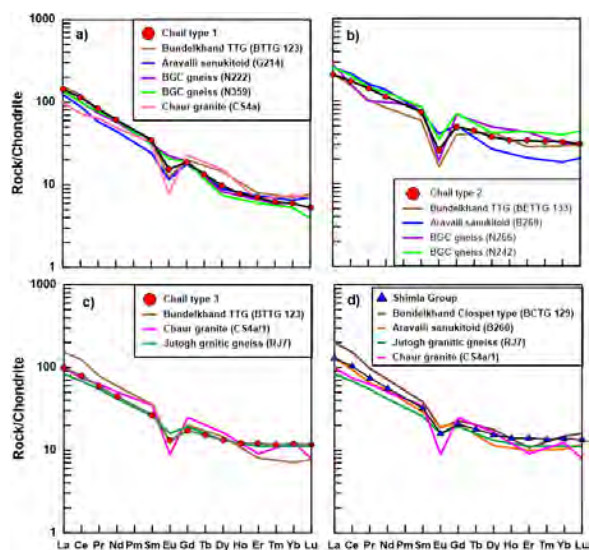 1000
100
10
1
Rock/Chondrite
a)
Chail type 1
Bundelkhand TTG (BTTG 123)
Aravalli sanukitoid (G214)
BGC gneiss (N222)
BGC gneiss (N359)
Chaur granite (CS4a)
b)
Chail type 2
Bundelkhand TTG (BETTG 133)
Aravalli sanukitoid (B269)
BGC gneiss (N266)
BGC gneiss (N242)
1000
100
10
1
Rock/Chondrite
c)
Chail type 3
Bundelkhand TTG (BTTG 123)
Chaur granite (CS4a/1)
Jutogh grnitic gneiss (RJ7)
d)
Shimla Group
Bundelkhand Clospet type (BCTG 129)
Aravalli sanukitoid (B260)
Jutogh granitic gneiss (RJ7)
Chaur granite (CS4a/1)
La Ce Pr Nd Pm Sm Eu Gd Tb Dy Ho Er Tm Yb Lu
La Ce Pr Nd Pm Sm Eu Gd Tb Dy Ho Er Tm Yb Lu